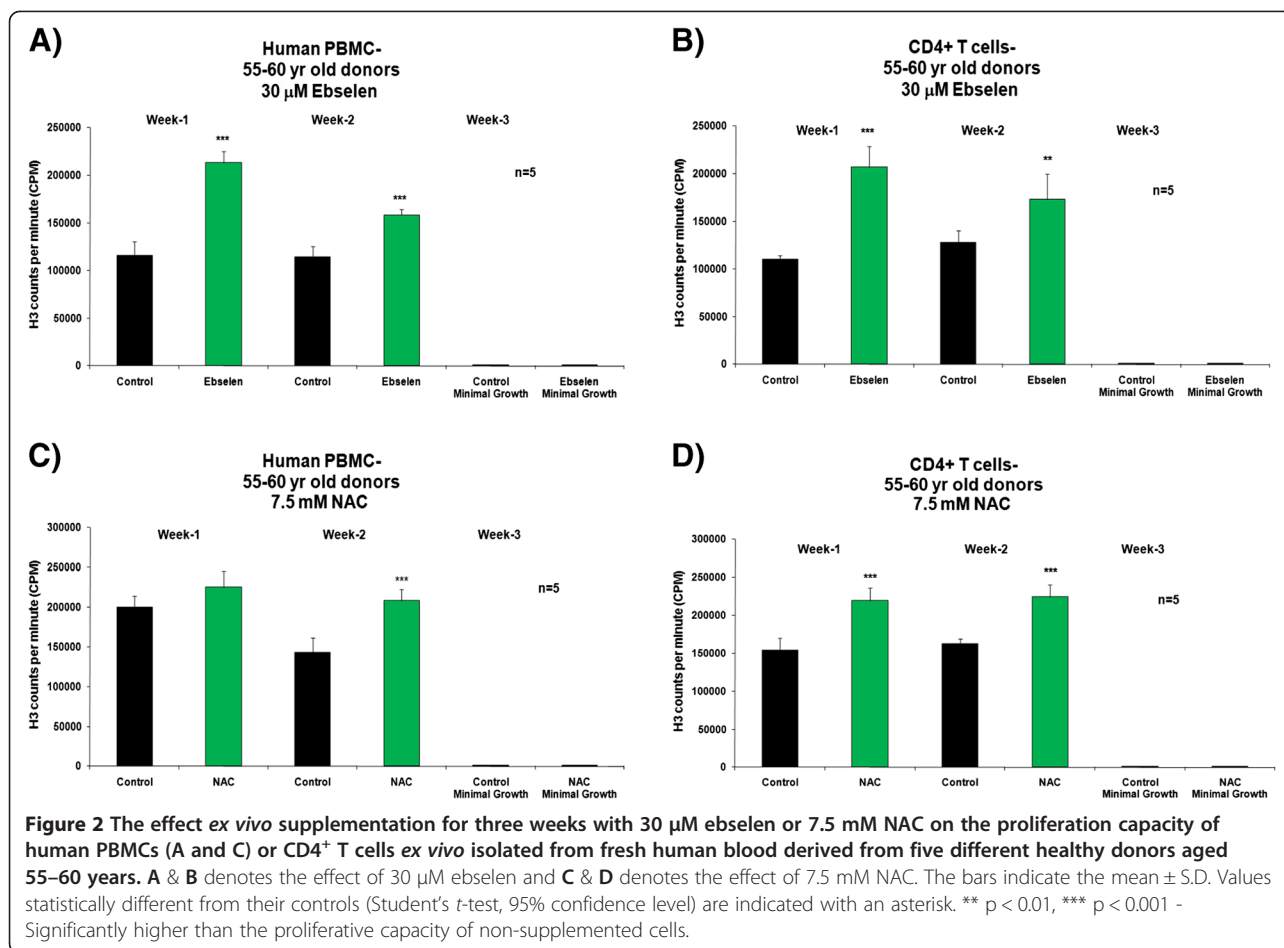 A)
Human PBMC-
55-60 yr old donors
30 μM Ebselen
Week-1 Week-2 Week-3
H3 counts per minute (CPM)
250000
200000
150000
100000
50000
0
***
***
n=5
Control Ebselen Control Ebselen Control Ebselen
Minimal Growth Minimal Growth
B)
CD4+ T cells-
55-60 yr old donors
30 μM Ebselen
Week-1 Week-2 Week-3
H3 counts per minute (CPM)
250000
200000
150000
100000
50000
0
***
**
n=5
Control Ebselen Control Ebselen Control Ebselen
Minimal Growth Minimal Growth
C)
Human PBMC-
55-60 yr old donors
7.5 mM NAC
Week-1 Week-2 Week-3
H3 counts per minute (CPM)
300000
250000
200000
150000
100000
50000
0
***
n=5
Control NAC Control NAC Control NAC
Minimal Growth Minimal Growth
D)
CD4+ T cells-
55-60 yr old donors
7.5 mM NAC
Week-1 Week-2 Week-3
H3 counts per minute (CPM)
300000
250000
200000
150000
100000
50000
0
***
***
n=5
Control NAC Control NAC Control NAC
Minimal Growth Minimal Growth
Figure 2 The effect ex vivo supplementation for three weeks with 30 μM ebselen or 7.5 mM NAC on the proliferation capacity of
human PBMCs (A and C) or CD4⁺ T cells ex vivo isolated from fresh human blood derived from five different healthy donors aged
55–60 years. A & B denotes the effect of 30 μM ebselen and C & D denotes the effect of 7.5 mM NAC. The bars indicate the mean ± S.D. Values
statistically different from their controls (Student's t-test, 95% confidence level) are indicated with an asterisk. ** p < 0.01, *** p < 0.001 -
Significantly higher than the proliferative capacity of non-supplemented cells.